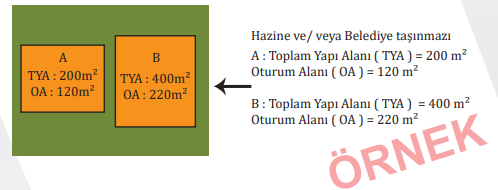 A
TYA : 200m²
OA : 120m²
B
TYA : 400m²
OA : 220m²
Hazine ve/ veya Belediye taşınmazı
A : Toplam Yapı Alanı ( TYA ) = 200 m²
Oturum Alanı ( OA ) = 120 m²
B : Toplam Yapı Alanı ( TYA ) = 400 m²
Oturum Alanı ( OA ) = 220 m²
ÖRNEK